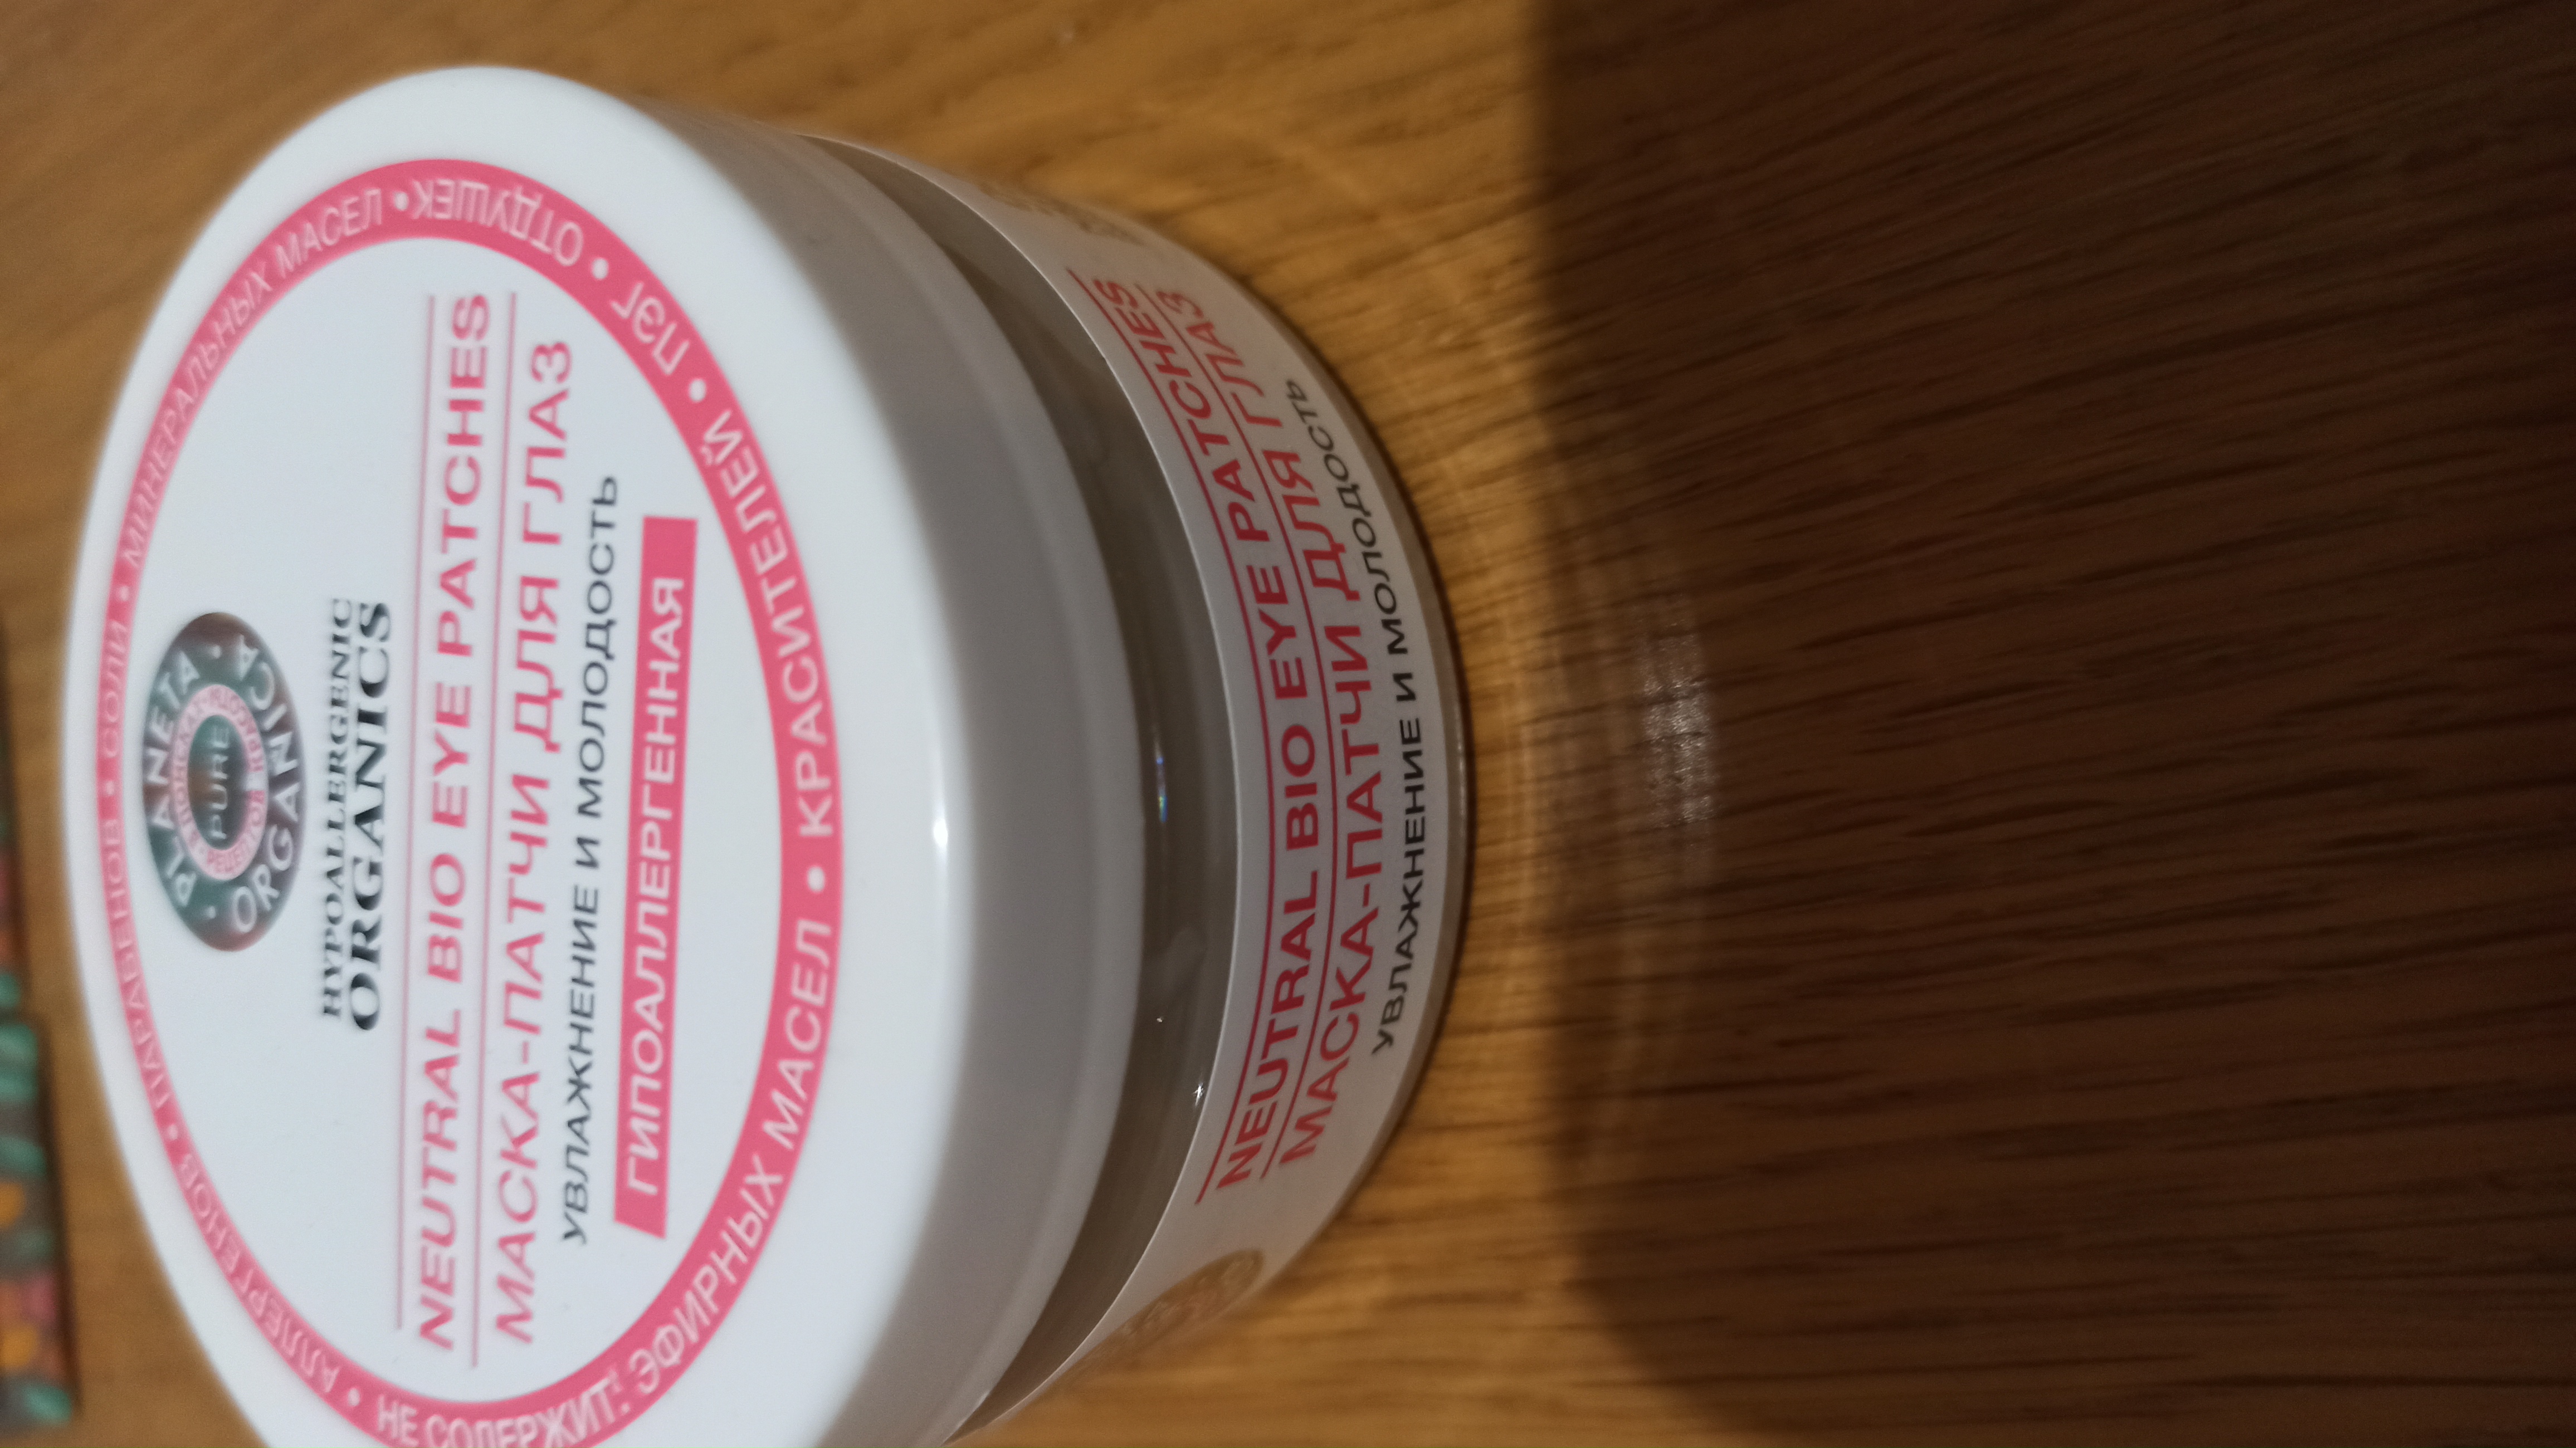 PLANETA
ORGANICA
PURE
HYPOALLERGENIC
ORGANICS
NEUTRAL BIO EYE PATCHES
МАСКА-ПАТЧИ ДЛЯ ГЛАЗ
УВЛАЖНЕНИЕ И МОЛОДОСТЬ
ГИПОАЛЛЕРГЕННАЯ
НЕ СОДЕРЖИТ: ЭФИРНЫХ МАСЕЛ • КРАСИТЕЛЕЙ • ПЭГ • ОТДУШЕК • МИНЕРАЛЬНЫХ МАСЕЛ • СОЛИ • ПАРАБЕНОВ • АЛЛЕРГЕНОВ •
NEUTRAL BIO EYE PATCHES
МАСКА-ПАТЧИ ДЛЯ ГЛАЗ
УВЛАЖНЕНИЕ И МОЛОДОСТЬ